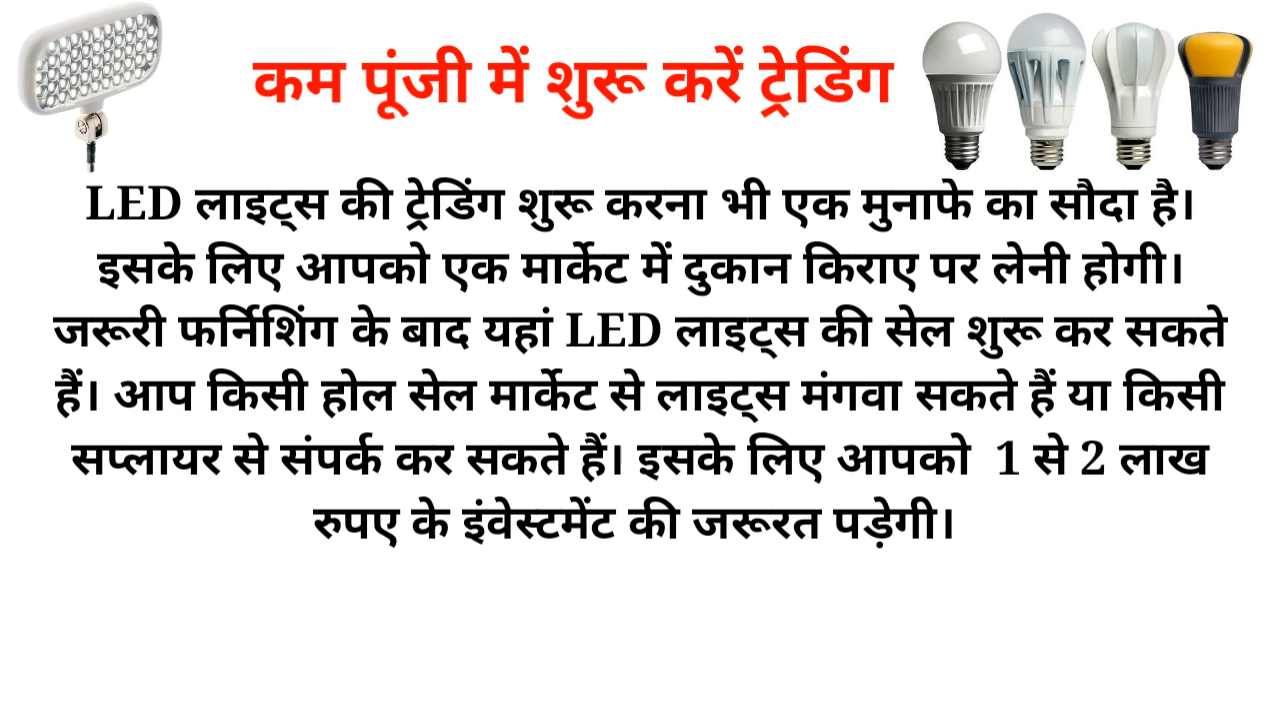 कम पूंजी में शुरू करें ट्रेडिंग
LED लाइट्स की ट्रेडिंग शुरू करना भी एक मुनाफे का सौदा है।
इसके लिए आपको एक मार्केट में दुकान किराए पर लेनी होगी।
जरूरी फर्निशिंग के बाद यहां LED लाइट्स की सेल शुरू कर सकते
हैं। आप किसी होल सेल मार्केट से लाइट्स मंगवा सकते हैं या किसी
सप्लायर से संपर्क कर सकते हैं। इसके लिए आपको 1 से 2 लाख
रुपए के इंवेस्टमेंट की जरूरत पड़ेगी।